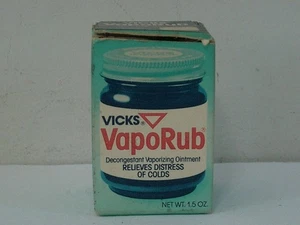 VICKS
VapoRub®
Decongestant Vaporizing Ointment
RELIEVES DISTRESS
OF COLDS
NET WT. 1.5 OZ.